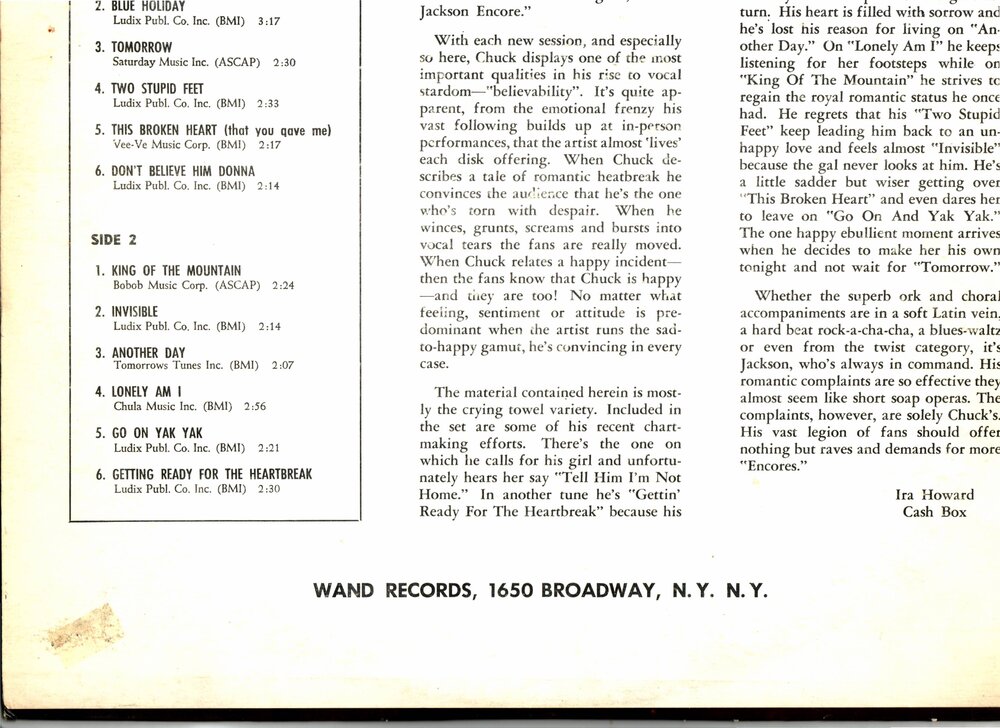 2. BLUE HOLIDAY
Ludix Publ. Co. Inc. (BMI) 3:17
3. TOMORROW
Saturday Music Inc. (ASCAP) 2:30
4. TWO STUPID FEET
Ludix Publ. Co. Inc. (BMI) 2:33
5. THIS BROKEN HEART (that you gave me)
Vee-Ve Music Corp. (BMI) 2:17
6. DON'T BELIEVE HIM DONNA
Ludix Publ. Co. Inc. (BMI) 2:14
SIDE 2
1. KING OF THE MOUNTAIN
Bobob Music Corp. (ASCAP) 2:24
2. INVISIBLE
Ludix Publ. Co. Inc. (BMI) 2:14
3. ANOTHER DAY
Tomorrows Tunes Inc. (BMI) 2:07
4. LONELY AM I
Chula Music Inc. (BMI) 2:56
5. GO ON YAK YAK
Ludix Publ. Co. Inc. (BMI) 2:21
6. GETTING READY FOR THE HEARTBREAK
Ludix Publ. Co. Inc. (BMI) 2:30
Jackson Encore."
With each new session, and especially
so here, Chuck displays one of the most
important qualities in his rise to vocal
stardom—"believability". It's quite ap-
parent, from the emotional frenzy his
vast following builds up at in-person
performances, that the artist almost 'lives'
each disk offering. When Chuck de-
scribes a tale of romantic heatbreak he
convinces the audience that he's the one
who's torn with despair. When he
winces, grunts, screams and bursts into
vocal tears the fans are really moved.
When Chuck relates a happy incident—
then the fans know that Chuck is happy
—and they are too! No matter what
feeling, sentiment or attitude is pre-
dominant when the artist runs the sad-
to-happy gamut, he's convincing in every
case.
The material contained herein is most-
ly the crying towel variety. Included in
the set are some of his recent chart-
making efforts. There's the one on
which he calls for his girl and unfortu-
nately hears her say "Tell Him I'm Not
Home." In another tune he's "Gettin'
Ready For The Heartbreak" because his
turn. His heart is filled with sorrow and
he's lost his reason for living on "An-
other Day." On "Lonely Am I" he keeps
listening for her footsteps while on
"King Of The Mountain" he strives to
regain the royal romantic status he once
had. He regrets that his "Two Stupid
Feet" keep leading him back to an un-
happy love and feels almost "Invisible"
because the gal never looks at him. He's
a little sadder but wiser getting over
"This Broken Heart" and even dares her
to leave on "Go On And Yak Yak."
The one happy ebullient moment arrives
when he decides to make her his own
tonight and not wait for "Tomorrow."
Whether the superb ork and choral
accompaniments are in a soft Latin vein,
a hard beat rock-a-cha-cha, a blues-waltz
or even from the twist category, it's
Jackson, who's always in command. His
romantic complaints are so effective they
almost seem like short soap operas. The
complaints, however, are solely Chuck's.
His vast legion of fans should offer
nothing but raves and demands for more
"Encores."
Ira Howard
Cash Box
WAND RECORDS, 1650 BROADWAY, N. Y. N. Y.